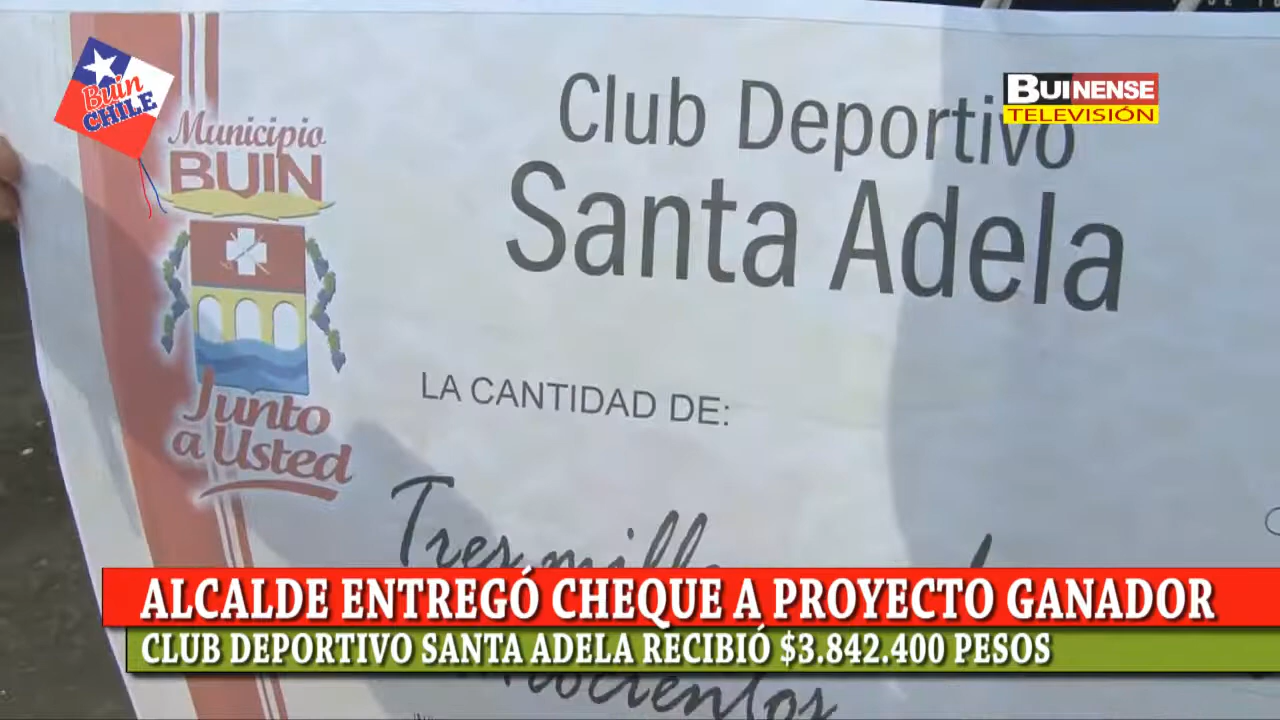 Buin
CHILE
Municipio
BUIN
Junto
a Usted
Club Deportivo
Santa Adela
BUINENSE
TELEVISIÓN
LA CANTIDAD DE:
Tres
ALCALDE ENTREGÓ CHEQUE A PROYECTO GANADOR
CLUB DEPORTIVO SANTA ADELA RECIBIÓ $3.842.400 PESOS